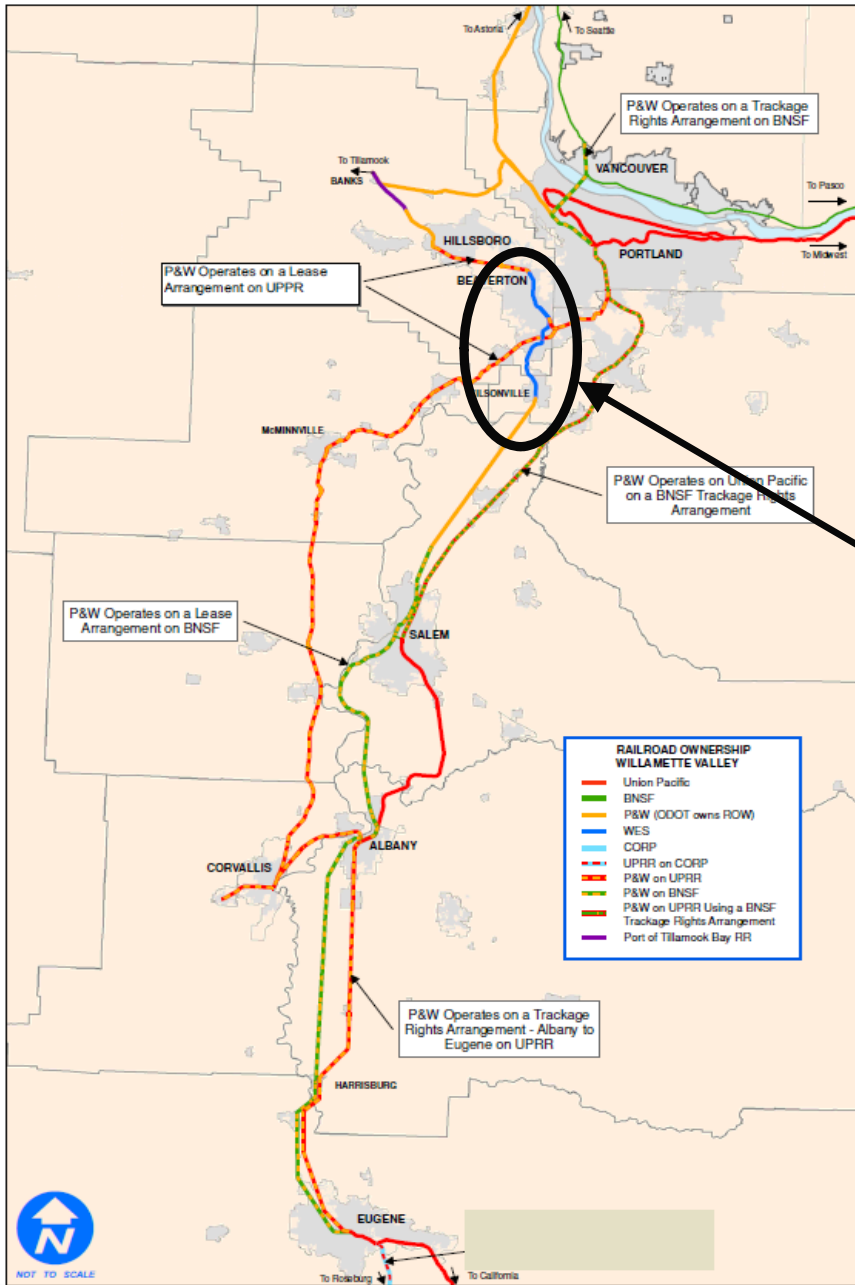 To Astoria
To Seattle
P&W Operates on a Trackage
Rights Arrangement on BNSF
VANCOUVER
To Tillamook
BANKS
To Pasco
HILLSBORO
PORTLAND
To Midwest
P&W Operates on a Lease
Arrangement on UPPR
BEAVERTON
ILSONVILLE
McMINNVILLE
P&W Operates on Union Pacific
on a BNSF Trackage Rights
Arrangement
P&W Operates on a Lease
Arrangement on BNSF
SALEM
RAILROAD OWNERSHIP
WILLAMETTE VALLEY
Union Pacific
BNSF
P&W (ODOT owns ROW)
WES
CORP
UPRR on CORP
P&W on UPRR
P&W on BNSF
P&W on UPRR Using a BNSF
Trackage Rights Arrangement
Port of Tillamook Bay RR
ALBANY
CORVALLIS
P&W Operates on a Trackage
Rights Arrangement - Albany to
Eugene on UPRR
HARRISBURG
EUGENE
N
NOT TO SCALE
To Roseburg
To California